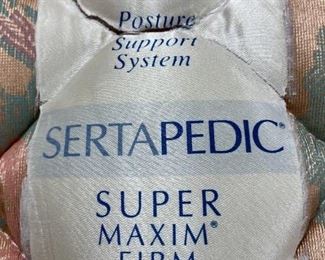 Posture
Support
System
SERTAPEDIC®
SUPER
MAXIM®
FIRM